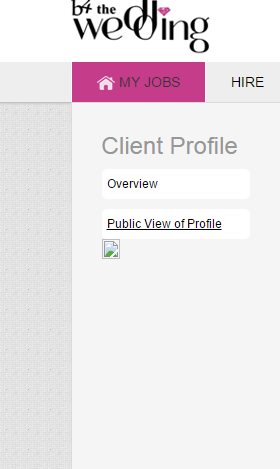 b4 the
wedding
MY JOBS HIRE
Client Profile
Overview
Public View of Profile